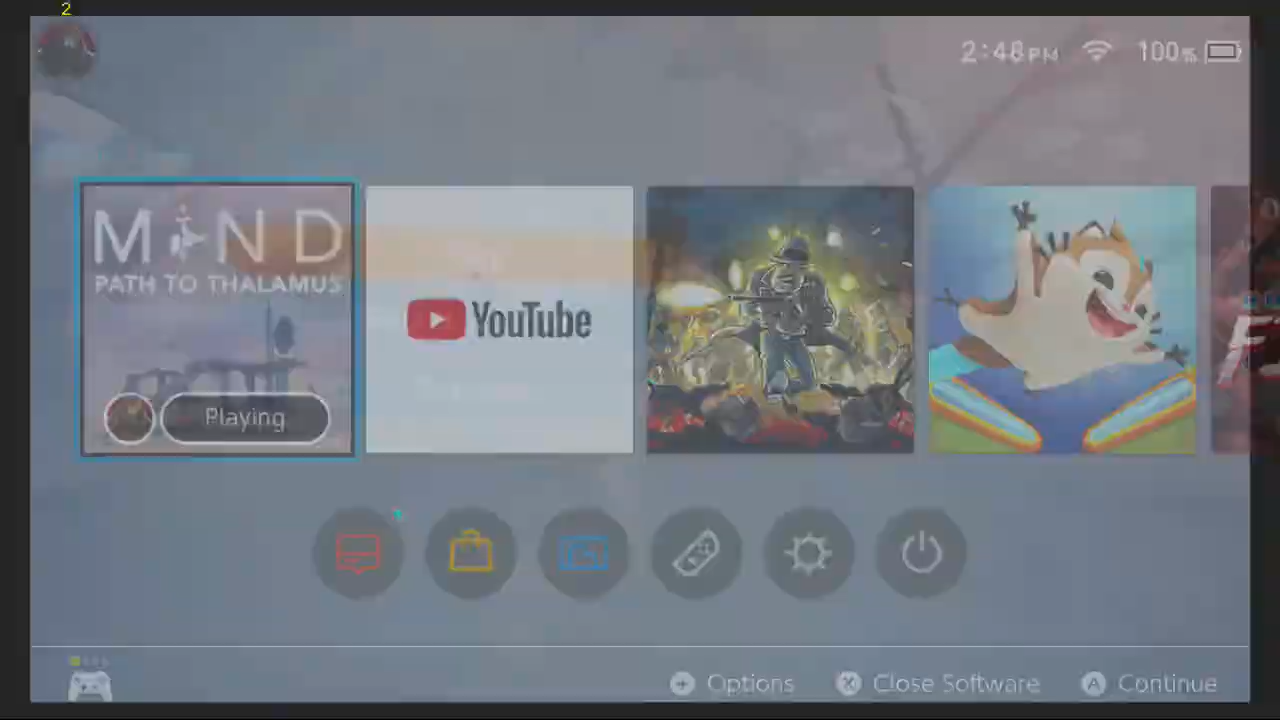 2
2:48 PM 100%
MIND
PATH TO THALAMUS
YouTube
Playing
Options Close Software Continue